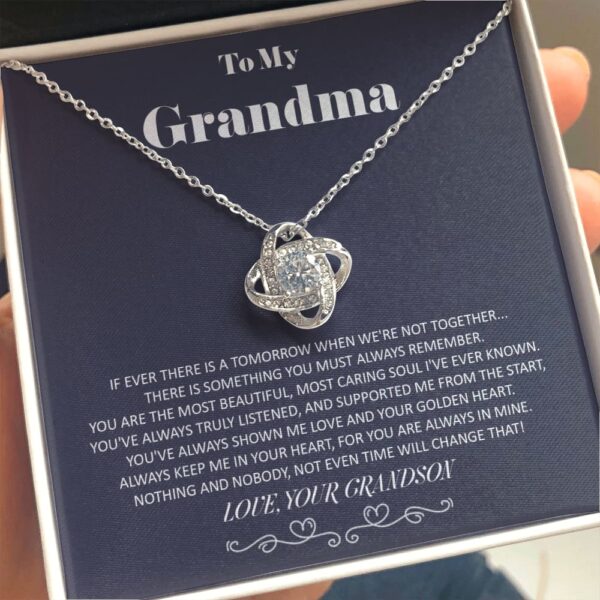 To My
Grandma
IF EVER THERE IS A TOMORROW WHEN WE'RE NOT TOGETHER...
THERE IS SOMETHING YOU MUST ALWAYS REMEMBER.
YOU ARE THE MOST BEAUTIFUL, MOST CARING SOUL I'VE EVER KNOWN.
YOU'VE ALWAYS TRULY LISTENED, AND SUPPORTED ME FROM THE START,
YOU'VE ALWAYS SHOWN ME LOVE AND YOUR GOLDEN HEART.
ALWAYS KEEP ME IN YOUR HEART, FOR YOU ARE ALWAYS IN MINE.
NOTHING AND NOBODY, NOT EVEN TIME WILL CHANGE THAT!
LOVE, YOUR GRANDSON